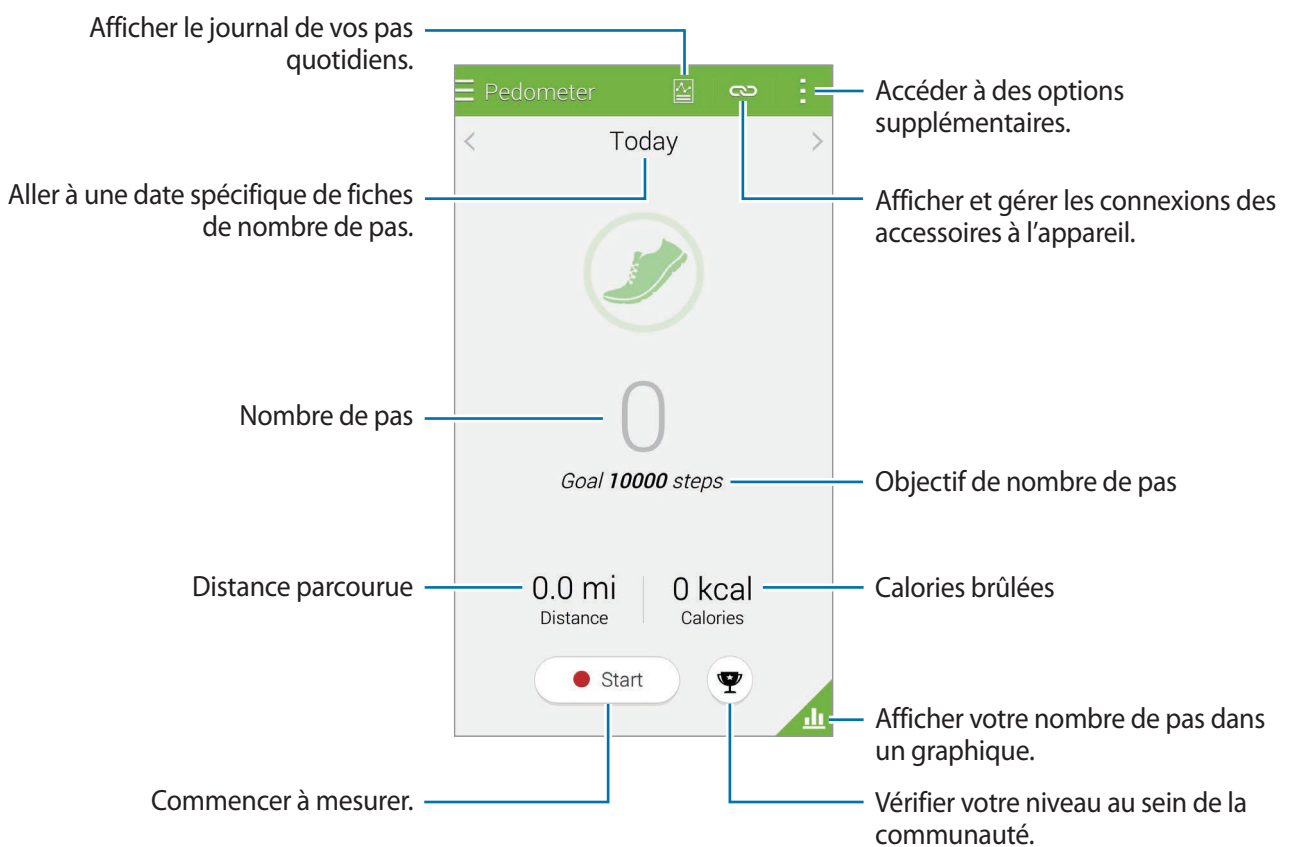 Afficher le journal de vos pas
quotidiens.
Pedometer
Accéder à des options
supplémentaires.
Today
Aller à une date spécifique de fiches
de nombre de pas.
Afficher et gérer les connexions des
accessoires à l'appareil.
Nombre de pas
0
Goal 10000 steps
Objectif de nombre de pas
Distance parcourue
0.0 mi
Distance
0 kcal
Calories
Calories brûlées
Start
Afficher votre nombre de pas dans
un graphique.
Commencer à mesurer.
Vérifier votre niveau au sein de la
communauté.